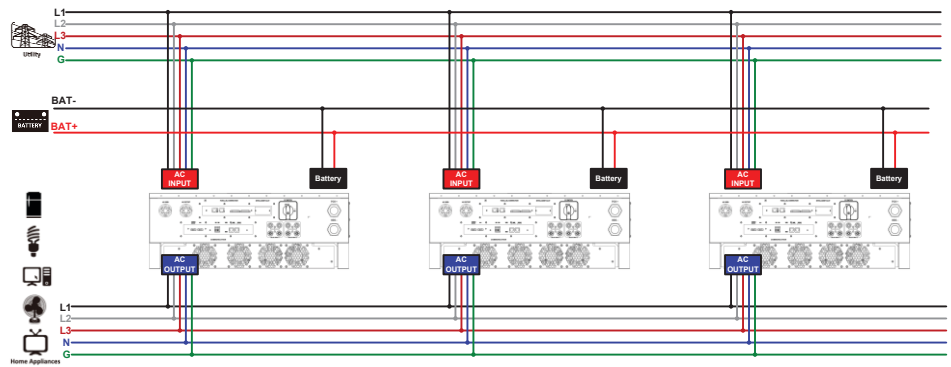 L1
L2
L3
N
G
Utility
BAT-
BATTERY
BAT+
AC
INPUT
Battery
AC
INPUT
Battery
AC
INPUT
Battery
AC
OUTPUT
AC
OUTPUT
AC
OUTPUT
L1
L2
L3
N
G
Home Appliances